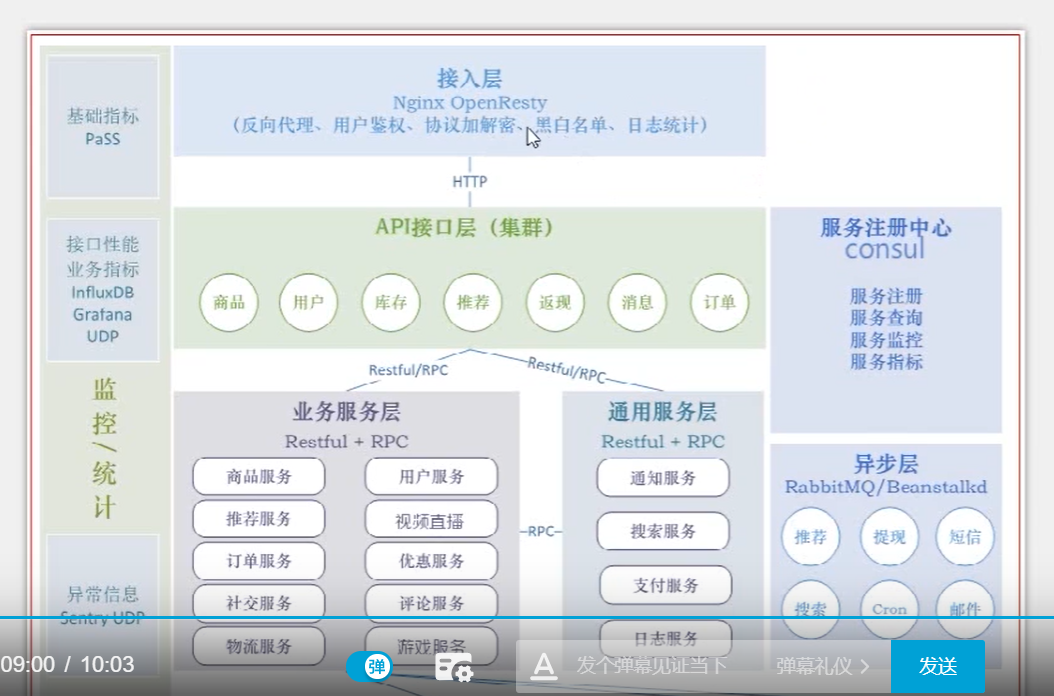 接入层
Nginx OpenResty
（反向代理、用户鉴权、协议加解密、黑白名单、日志统计）
基础指标
PaSS
HTTP
接口性能
业务指标
InfluxDB
Grafana
UDP
API接口层（集群）
商品
用户
库存
推荐
返现
消息
订单
服务注册中心
consul
服务注册
服务查询
服务监控
服务指标
Restful/RPC
Restful/RPC
监
控
/
统
计
业务服务层
Restful + RPC
商品服务
用户服务
推荐服务
视频直播
订单服务
优惠服务
社交服务
评论服务
物流服务
游戏服务
RPC
通用服务层
Restful + RPC
通知服务
搜索服务
支付服务
日志服务
异步层
RabbitMQ/Beanstalkd
推荐
提现
短信
搜索
Cron
邮件
异常信息
Sentry UDP
09:00 / 10:03
弹
A
发个弹幕见证当下
弹幕礼仪 >
发送